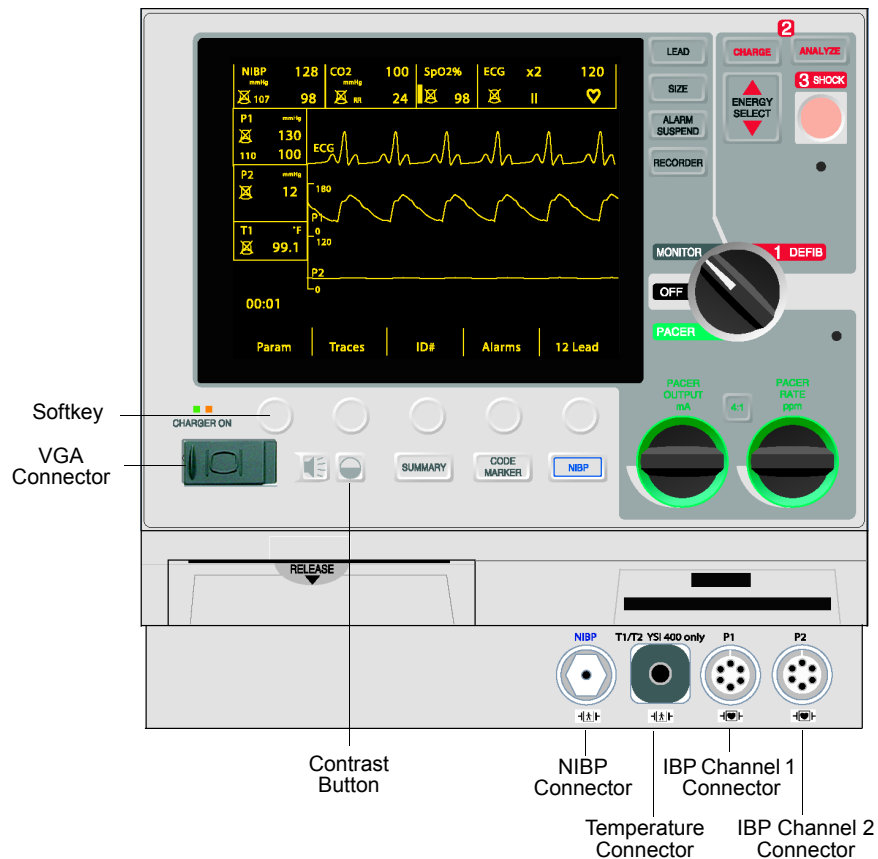 LEAD
SIZE
ALARM
SUSPEND
RECORDER
2
CHARGE
ANALYZE
ENERGY
SELECT
3 SHOCK
NIBP 128
mmHg
107 98
CO2 100
mmHg
RR 24
SpO2%
98
ECG x2 120
II
P1 mmHg
130
110 100
P2 mmHg
12
T1 °F
99.1
ECG
180
P1
0
120
P2
0
00:01
Param Traces ID# Alarms 12 Lead
MONITOR
1 DEFIB
OFF
PACER
PACER
OUTPUT
mA
4:1
PACER
RATE
ppm
Softkey
CHARGER ON
VGA
Connector
SUMMARY
CODE
MARKER
NIBP
RELEASE
NIBP T1/T2 YSI 400 only P1 P2
Contrast
Button
NIBP
Connector
IBP Channel 1
Connector
Temperature
Connector
IBP Channel 2
Connector